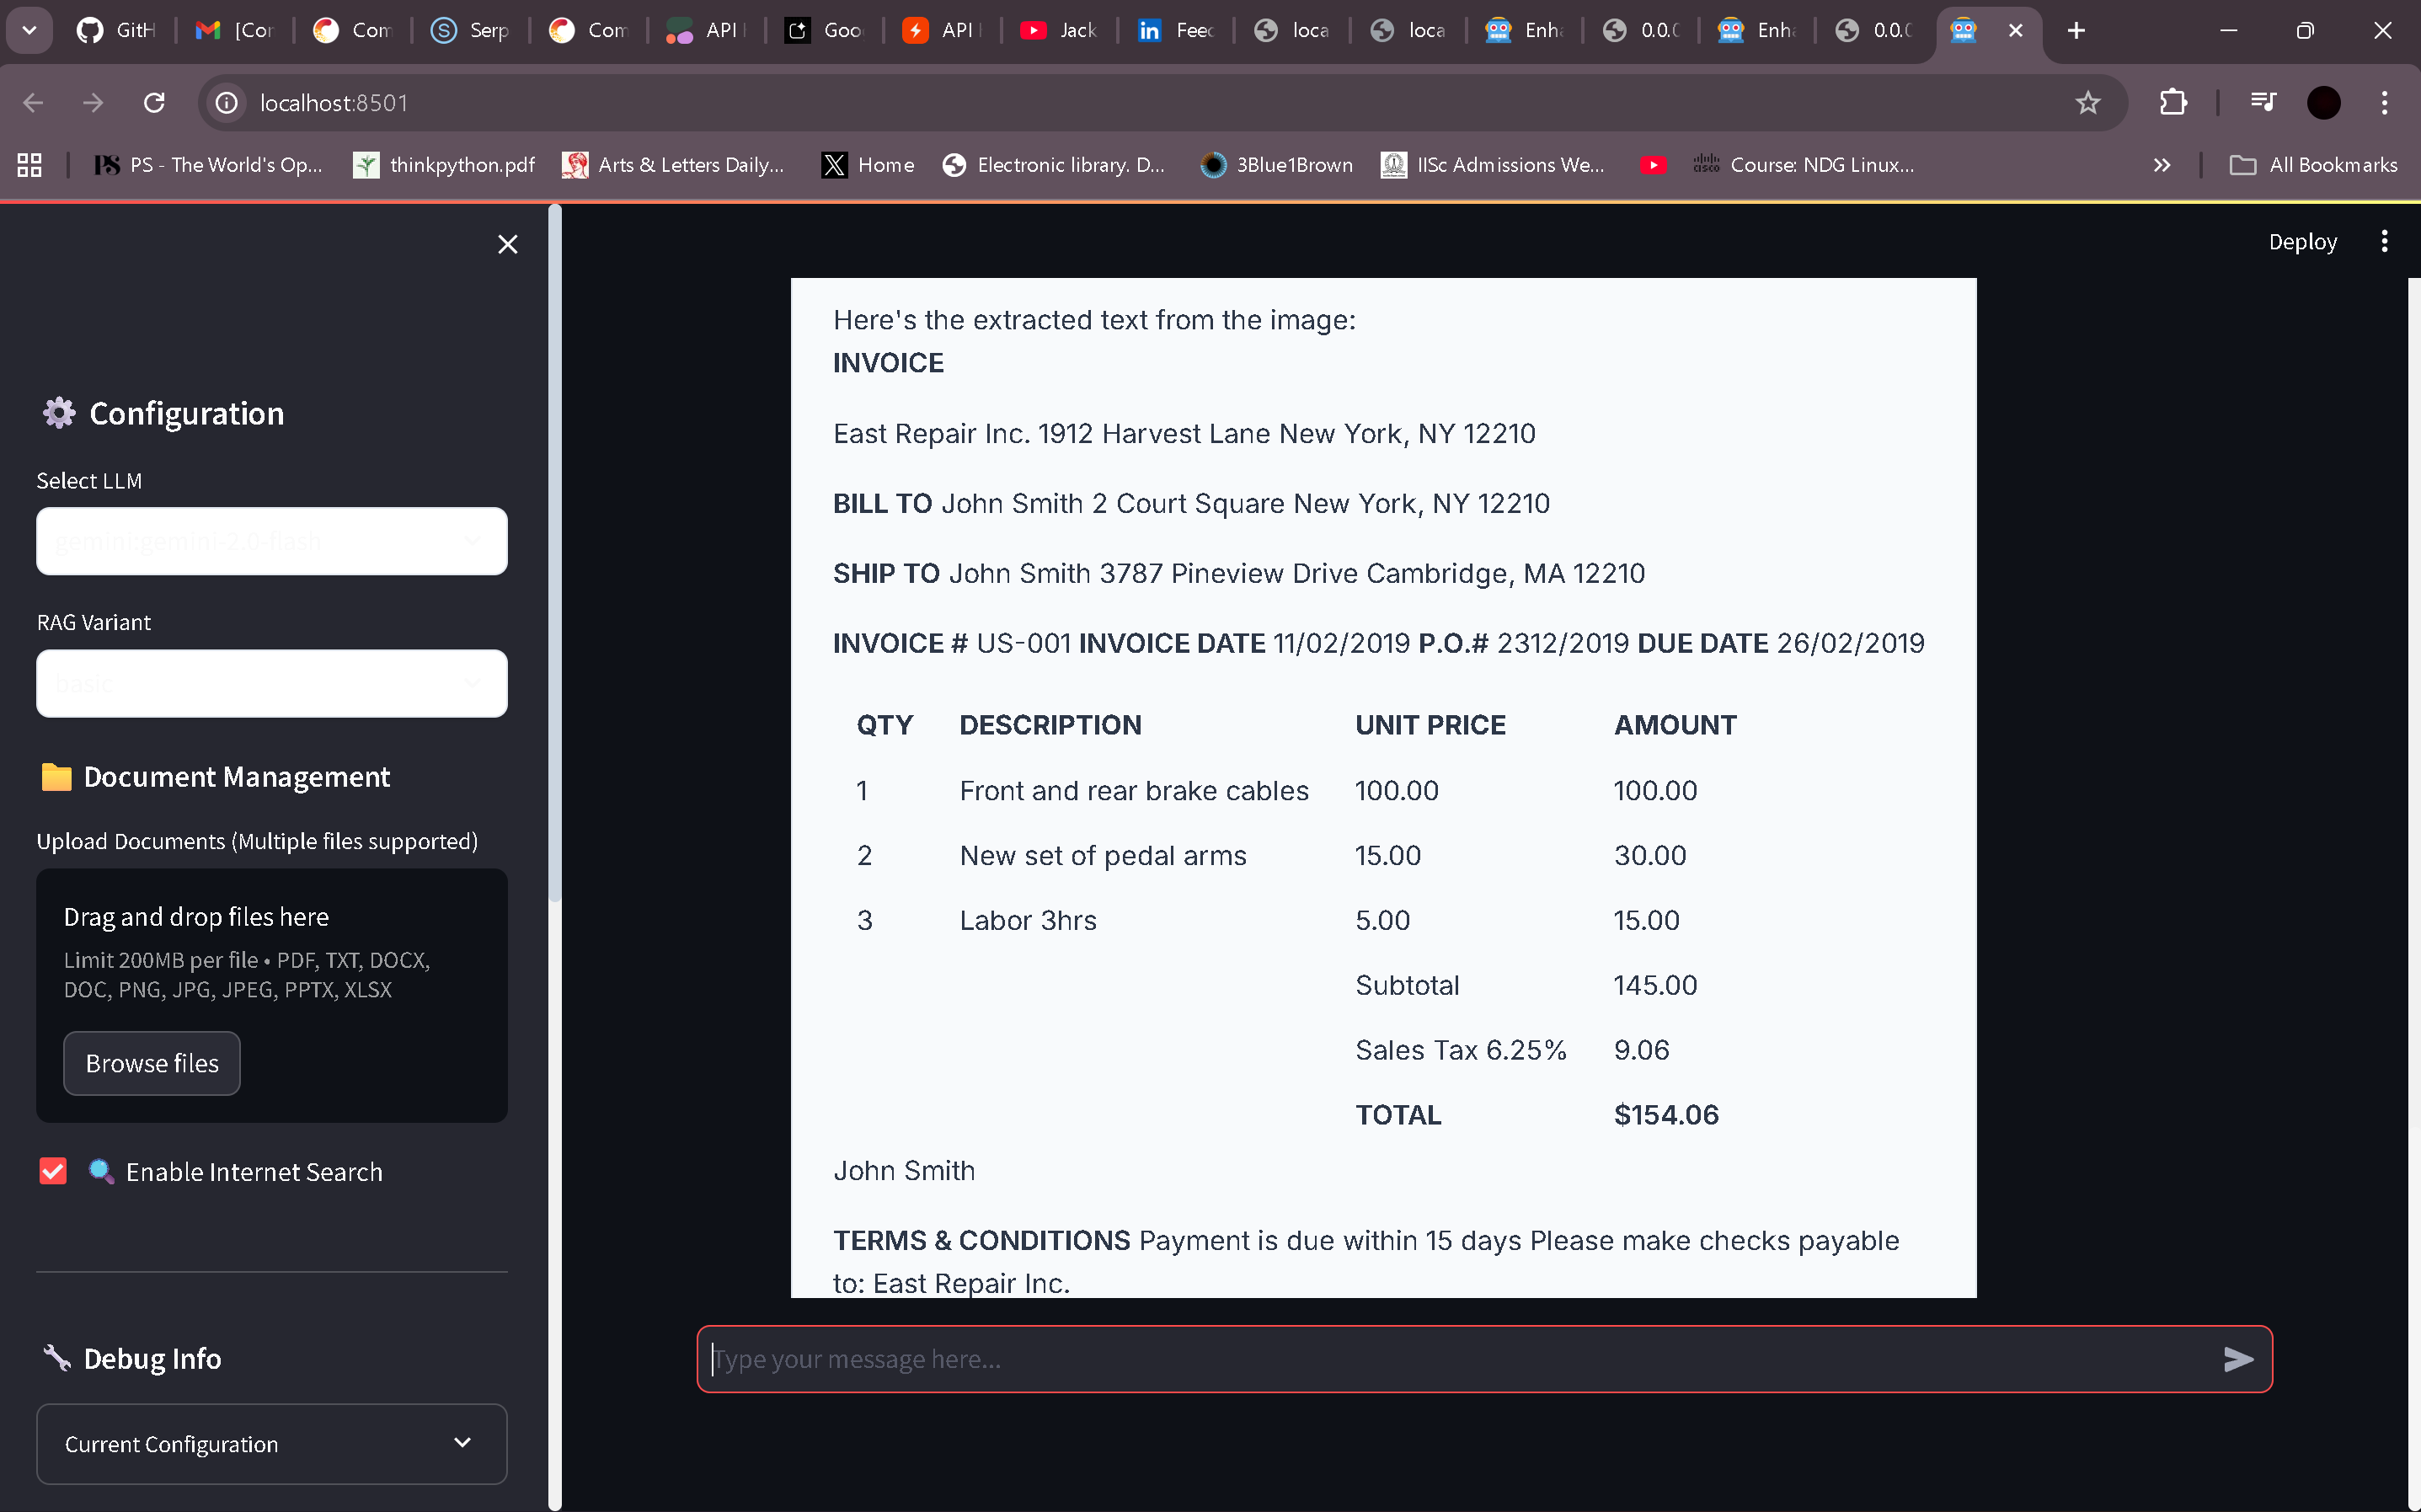 GitH
[Cor
Com
Serp
Com
API
Goo
API
Jack
Feed
loca
loca
Enha
0.0.0
Enha
0.0.0
localhost:8501
PS - The World's Op...
thinkpython.pdf
Arts & Letters Daily...
Home
Electronic library. D...
3Blue1Brown
IISc Admissions We...
Course: NDG Linux...
All Bookmarks
Deploy
Configuration
Select LLM
gemini:gemini-2.0-flash
RAG Variant
basic
Document Management
Upload Documents (Multiple files supported)
Drag and drop files here
Limit 200MB per file • PDF, TXT, DOCX,
DOC, PNG, JPG, JPEG, PPTX, XLSX
Browse files
Enable Internet Search
Debug Info
Current Configuration
Here's the extracted text from the image:
INVOICE
East Repair Inc. 1912 Harvest Lane New York, NY 12210
BILL TO John Smith 2 Court Square New York, NY 12210
SHIP TO John Smith 3787 Pineview Drive Cambridge, MA 12210
INVOICE # US-001 INVOICE DATE 11/02/2019 P.O.# 2312/2019 DUE DATE 26/02/2019
QTY DESCRIPTION UNIT PRICE AMOUNT
1 Front and rear brake cables 100.00 100.00
2 New set of pedal arms 15.00 30.00
3 Labor 3hrs 5.00 15.00
Subtotal 145.00
Sales Tax 6.25% 9.06
TOTAL $154.06
John Smith
TERMS & CONDITIONS Payment is due within 15 days Please make checks payable
to: East Repair Inc.
Type your message here...